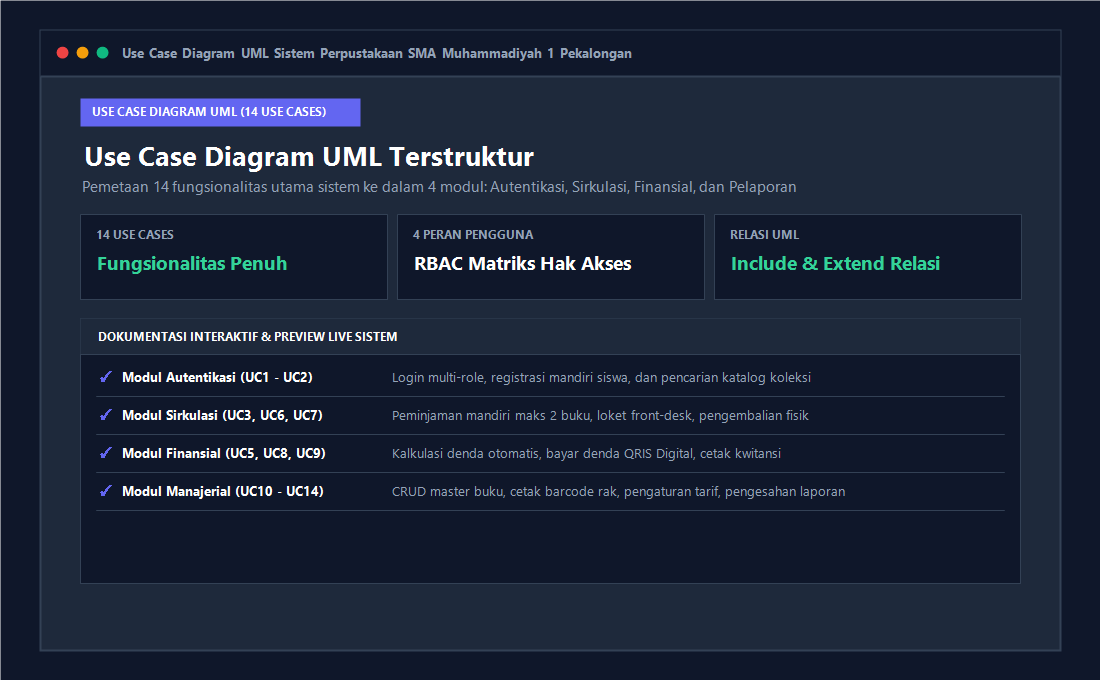 Use Case Diagram UML Sistem Perpustakaan SMA Muhammadiyah 1 Pekalongan
USE CASE DIAGRAM UML (14 USE CASES)
Use Case Diagram UML Terstruktur
Pemetaan 14 fungsionalitas utama sistem ke dalam 4 modul: Autentikasi, Sirkulasi, Finansial, dan Pelaporan
14 USE CASES
Fungsionalitas Penuh
4 PERAN PENGGUNA
RBAC Matriks Hak Akses
RELASI UML
Include & Extend Relasi
DOKUMENTASI INTERAKTIF & PREVIEW LIVE SISTEM
✓ Modul Autentikasi (UC1 - UC2) Login multi-role, registrasi mandiri siswa, dan pencarian katalog koleksi
✓ Modul Sirkulasi (UC3, UC6, UC7) Peminjaman mandiri maks 2 buku, loket front-desk, pengembalian fisik
✓ Modul Finansial (UC5, UC8, UC9) Kalkulasi denda otomatis, bayar denda QRIS Digital, cetak kwitansi
✓ Modul Manajerial (UC10 - UC14) CRUD master buku, cetak barcode rak, pengaturan tarif, pengesahan laporan